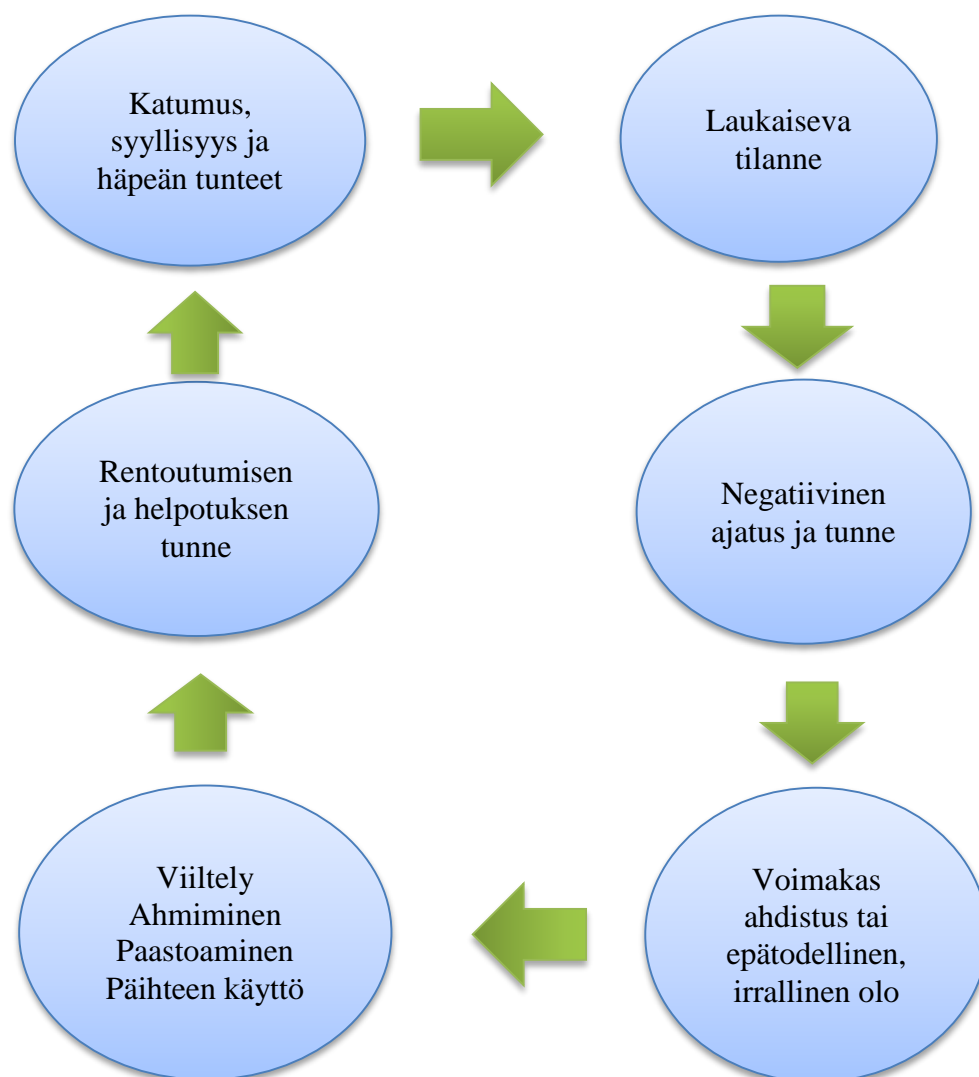 Katumus,
syyllisyys ja
häpeän tunteet
Laukaiseva
tilanne
Negatiivinen
ajatus ja tunne
Voimakas
ahdistus tai
epätodellinen,
irrallinen olo
Viiltely
Ahmiminen
Paastoaminen
Päihteen käyttö
Rentoutumisen
ja helpotuksen
tunne